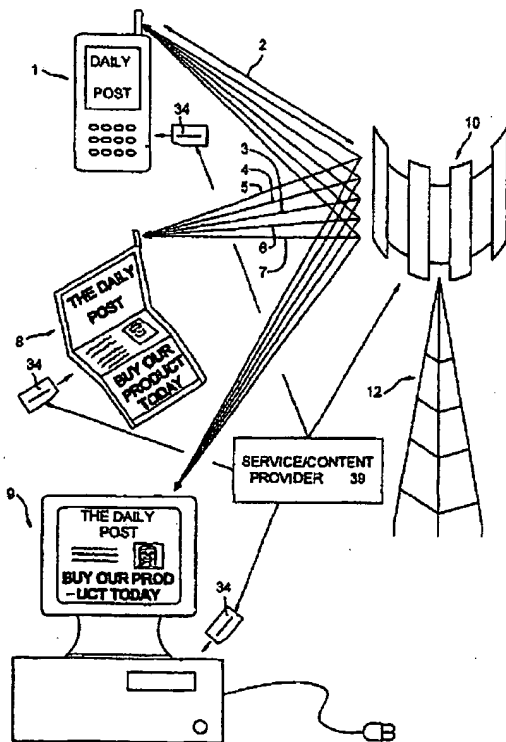 1
DAILY
POST
34
2
10
3
4
5
6
7
8
THE DAILY
POST
BUY OUR
PRODUCT
TODAY
34
12
SERVICE/CONTENT
PROVIDER 39
9
THE DAILY
POST
BUY OUR PROD
-UCT TODAY
34